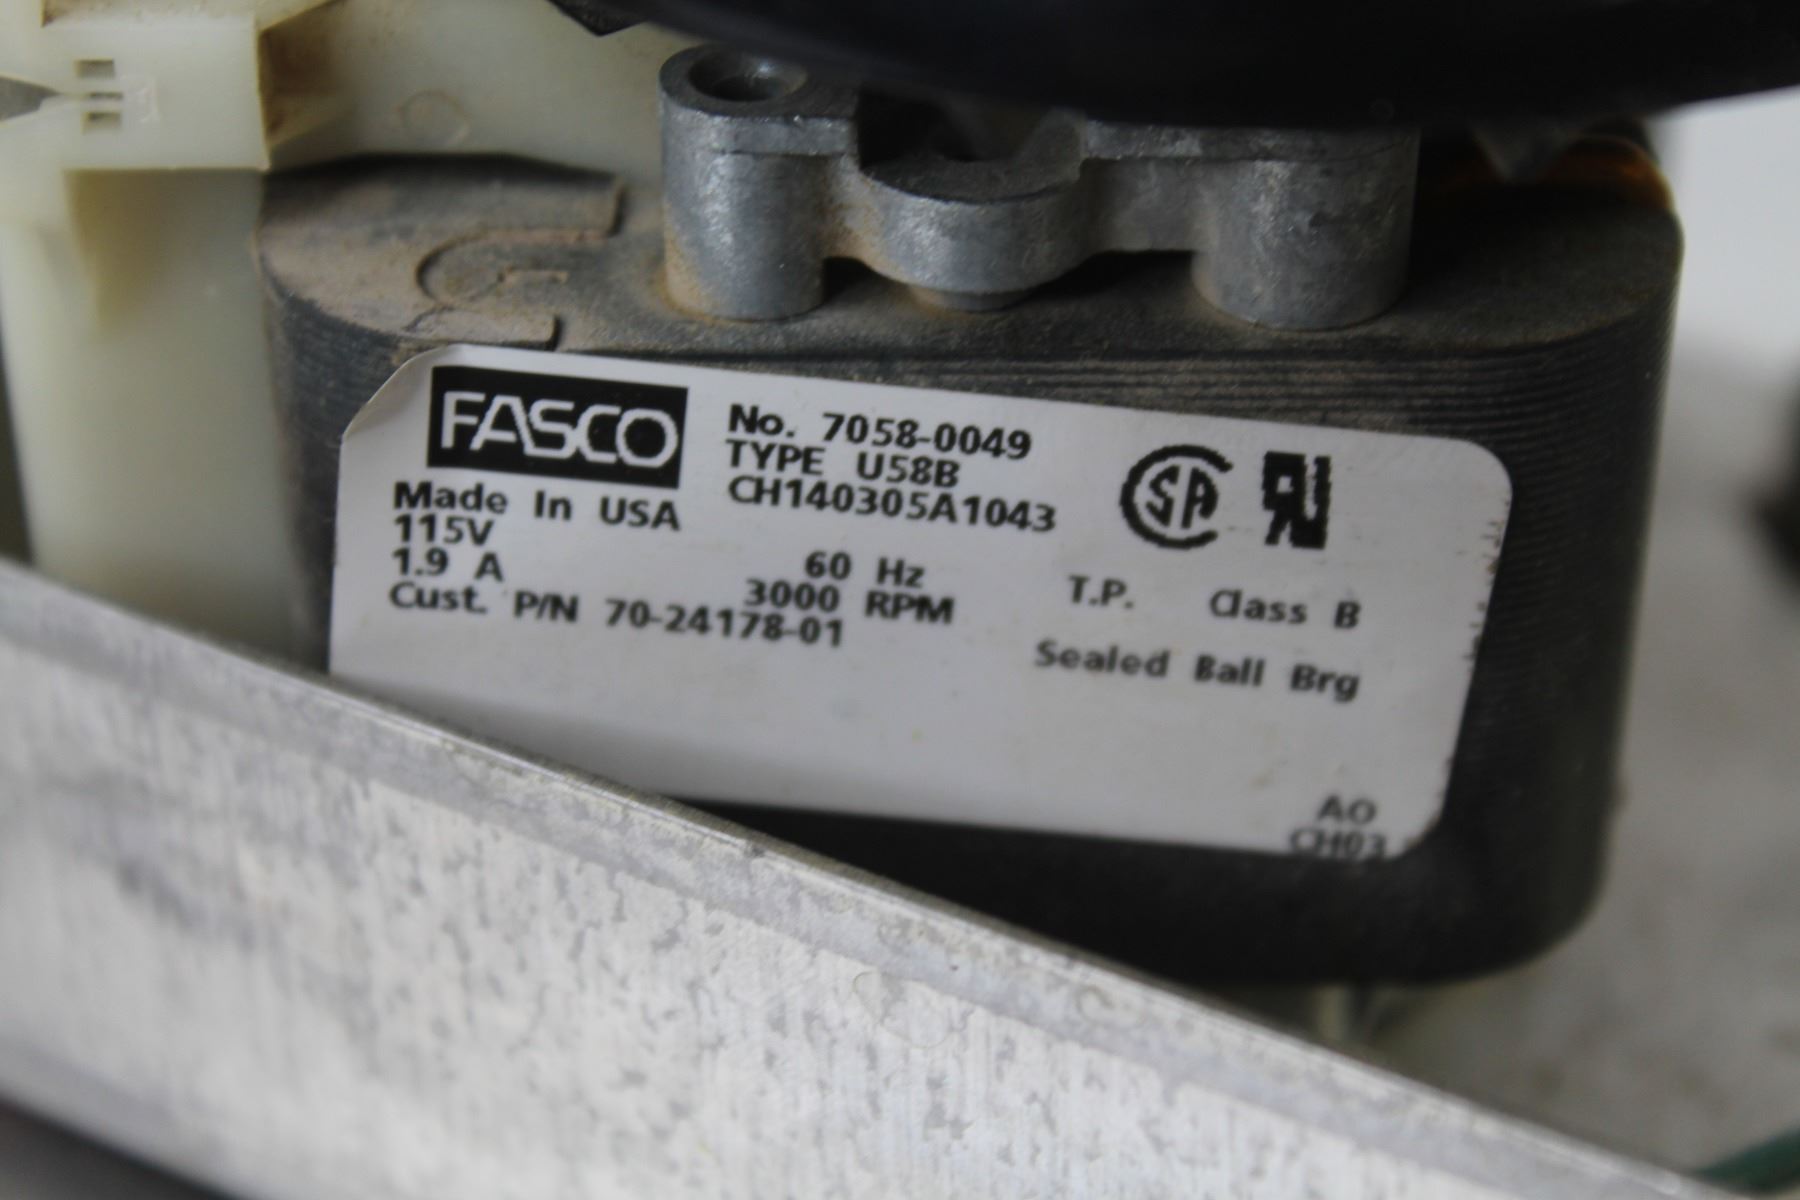 FASCO
No. 7058-0049
TYPE U58B
CH140305A1043
Made In USA
115V
1.9 A
60 Hz
3000 RPM
Cust. P/N 70-24178-01
SA
T.P. Class B
Sealed Ball Brg
AO
CH03